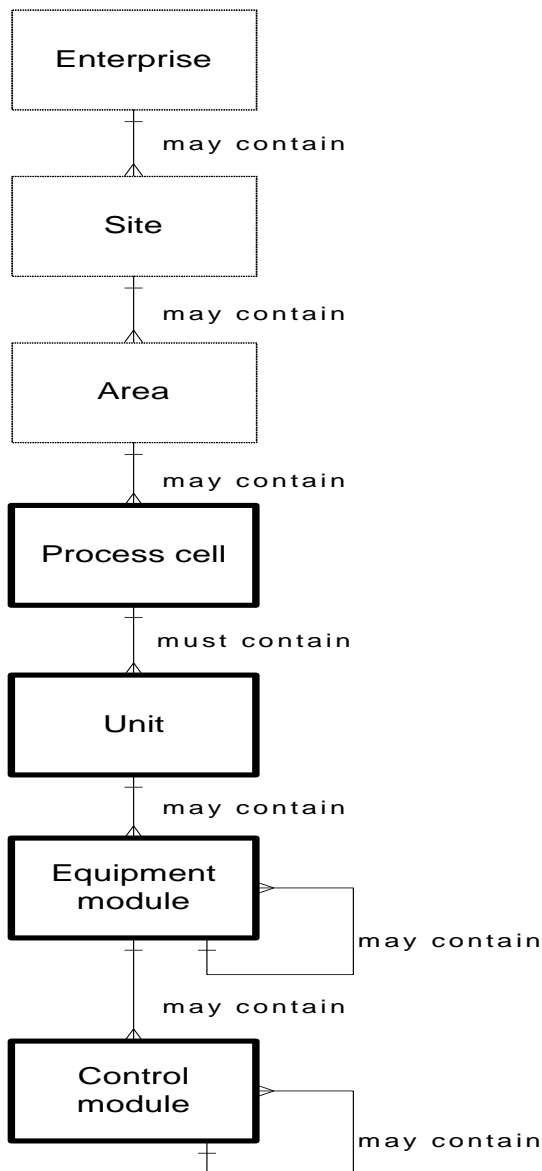 Enterprise
may contain
Site
may contain
Area
may contain
Process cell
must contain
Unit
may contain
Equipment
module
may contain
may contain
Control
module
may contain